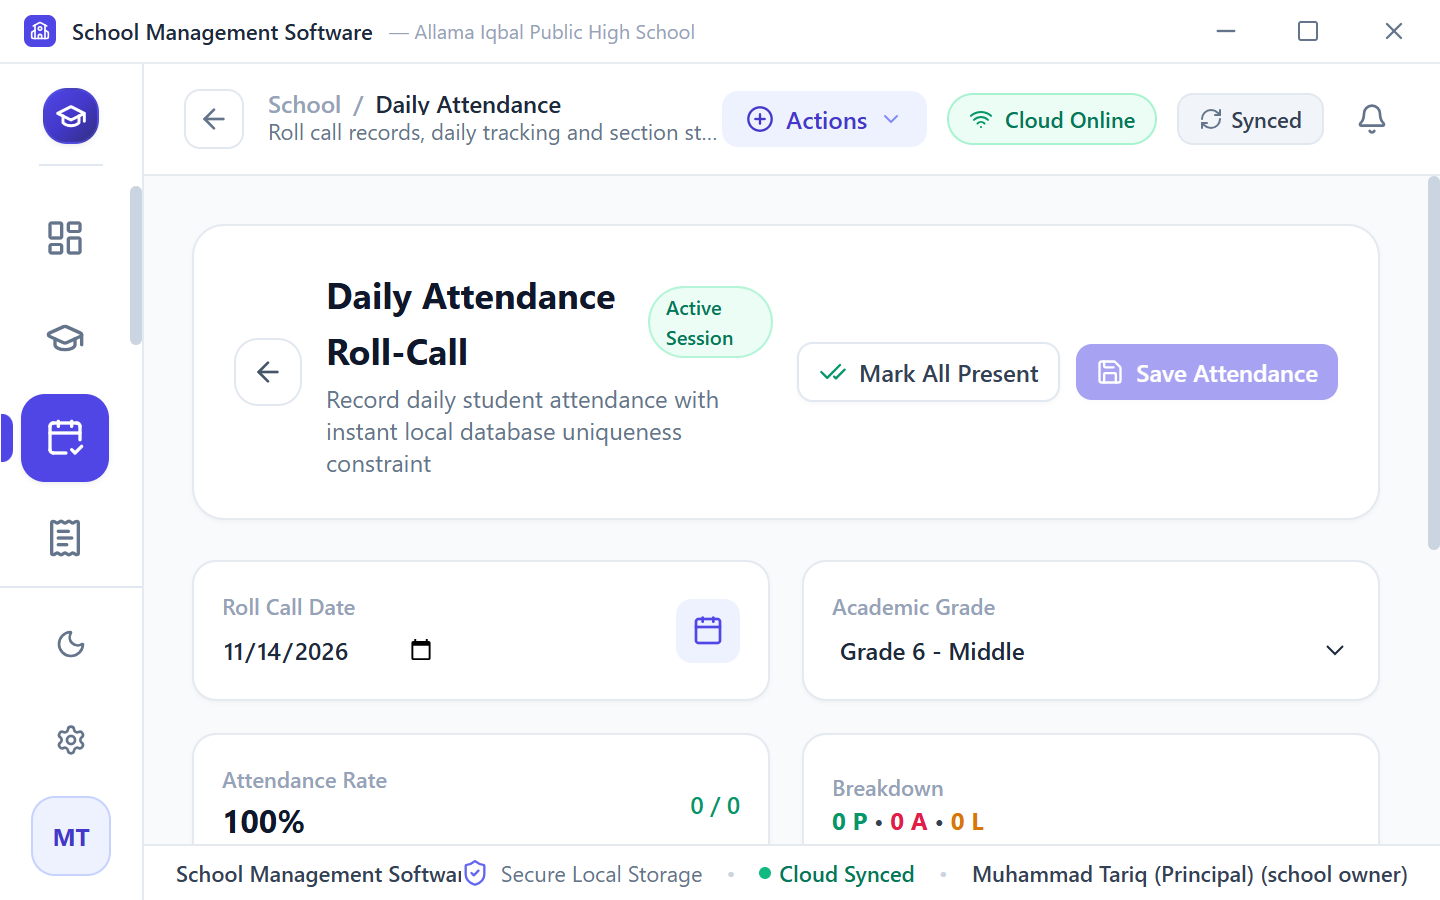 School Management Software — Allama Iqbal Public High School
School / Daily Attendance
Roll call records, daily tracking and section st...
Actions
Cloud Online
Synced
Daily Attendance
Roll-Call
Active
Session
Record daily student attendance with
instant local database uniqueness
constraint
Mark All Present
Save Attendance
Roll Call Date
11/14/2026
Academic Grade
Grade 6 - Middle
Attendance Rate
100%
0 / 0
Breakdown
0 P • 0 A • 0 L
MT
School Management Softwar
Secure Local Storage
• Cloud Synced
• Muhammad Tariq (Principal) (school owner)